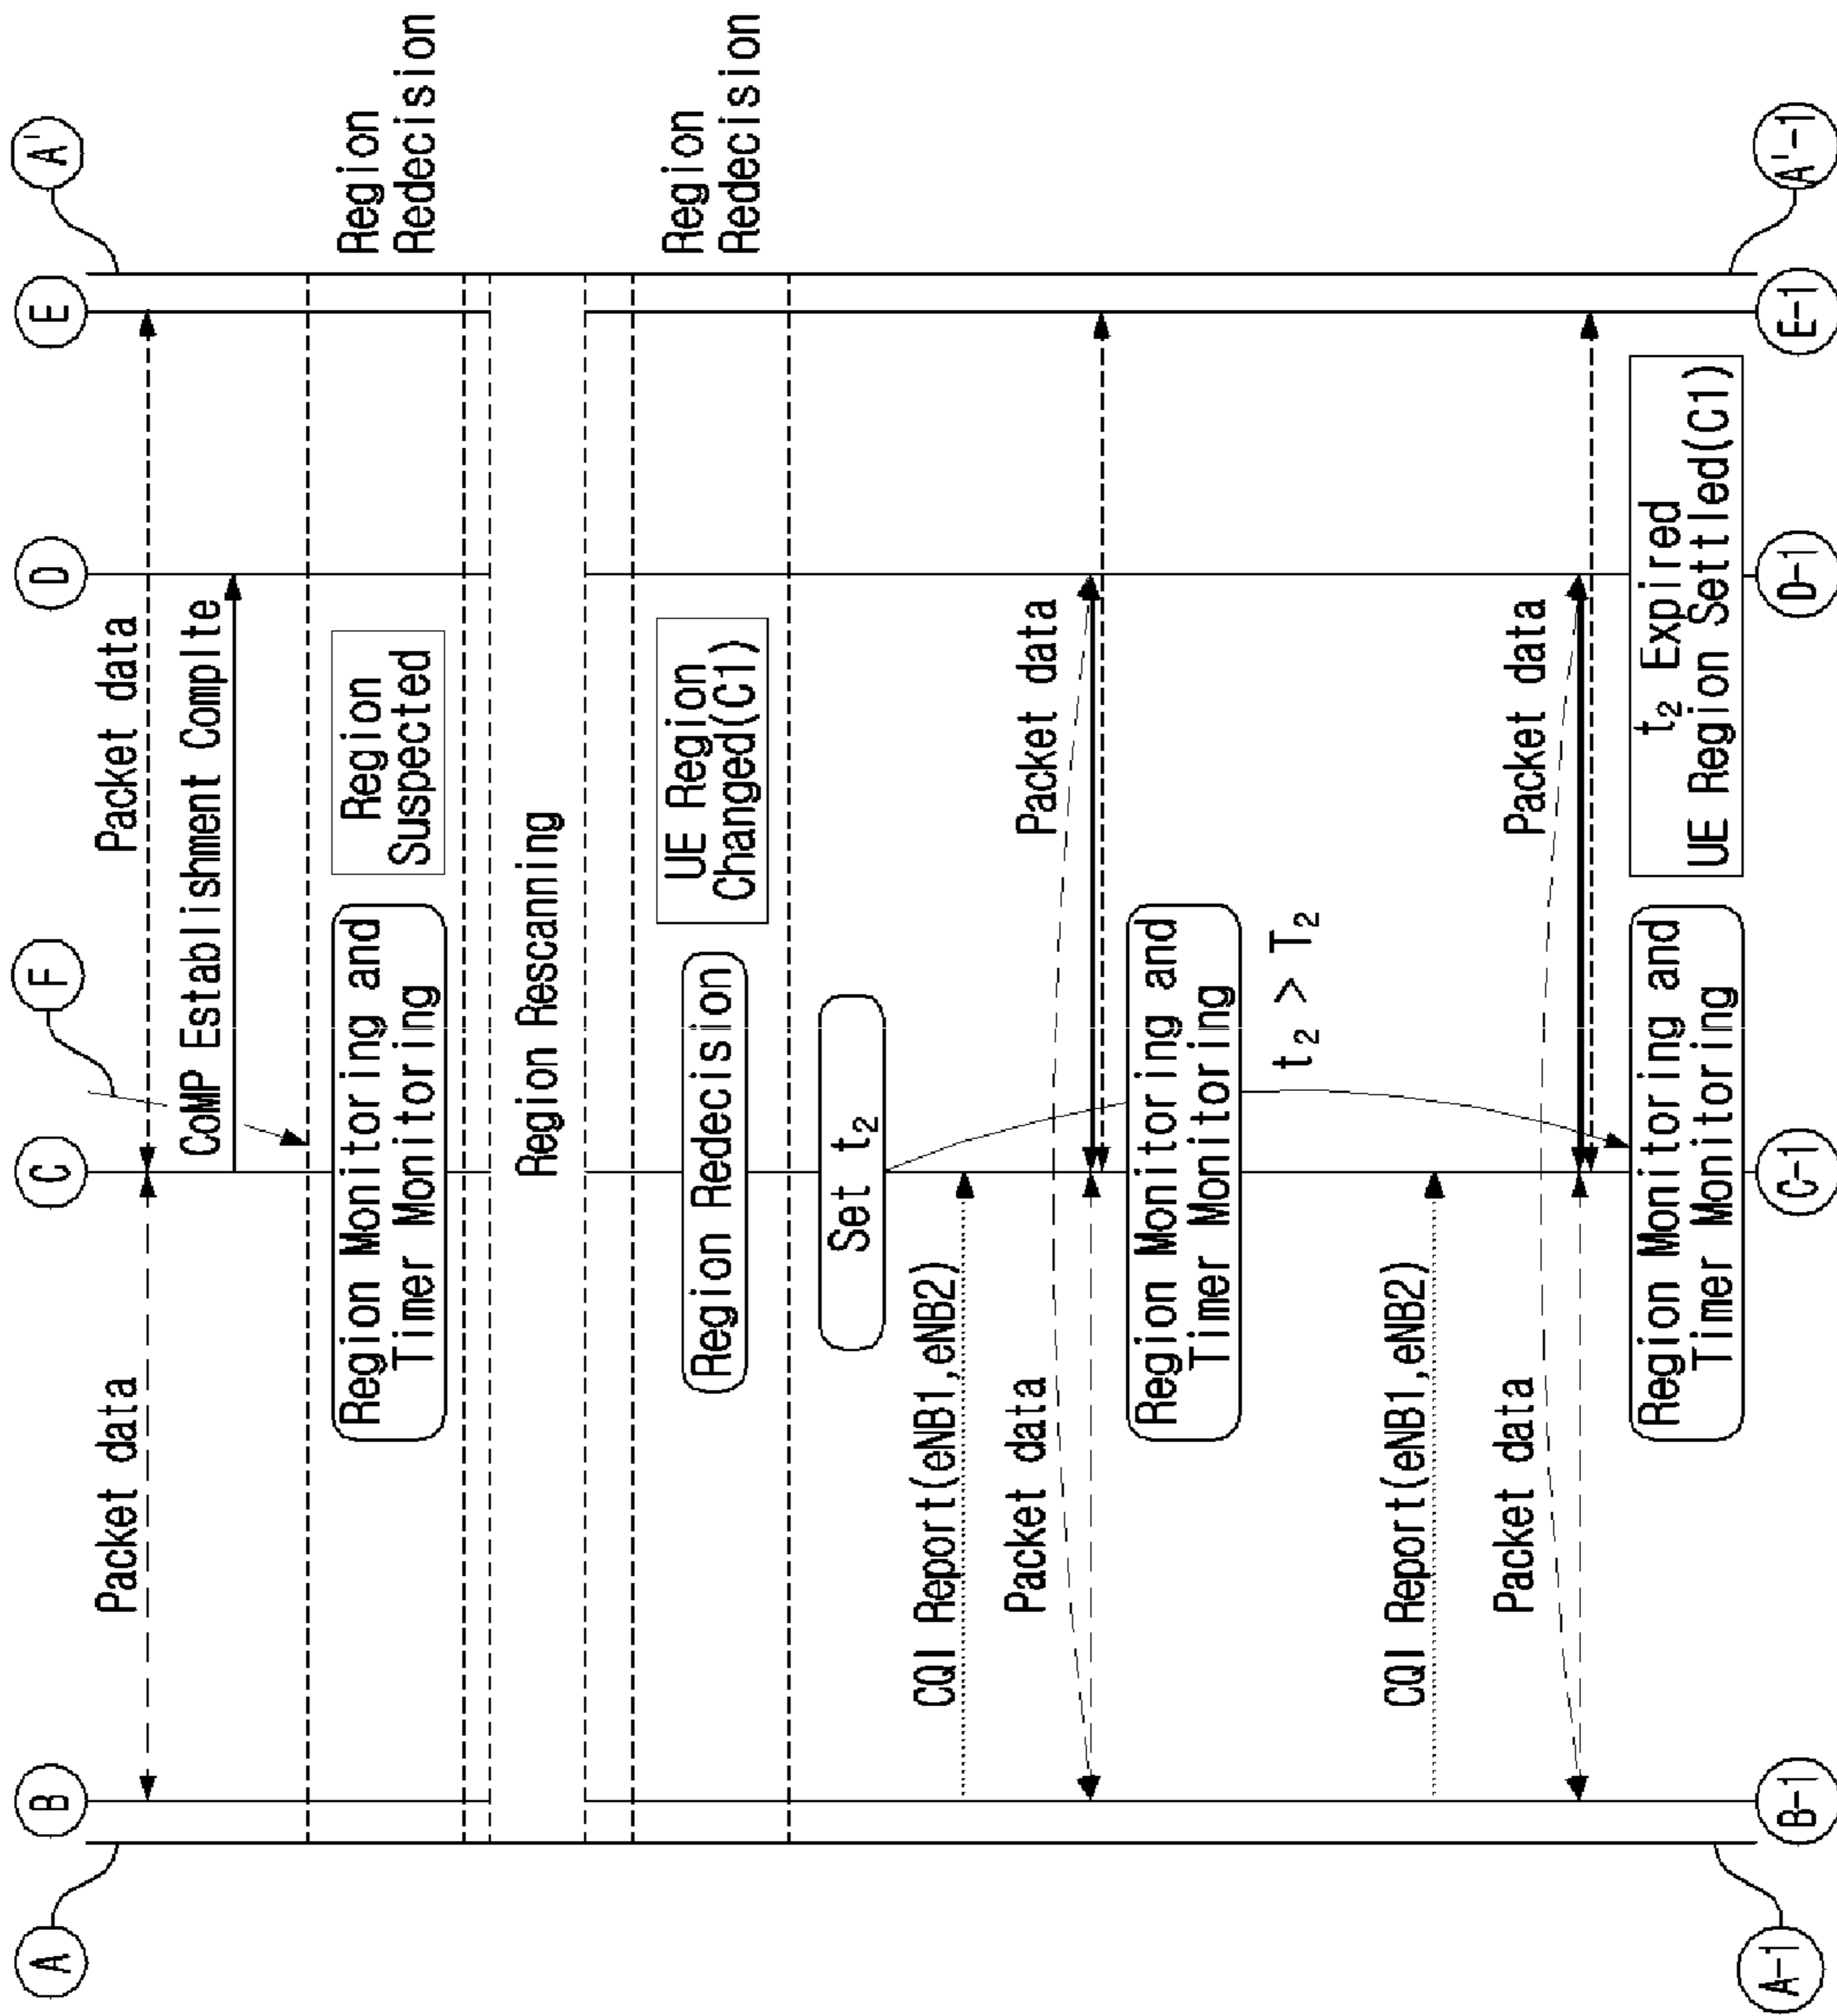 A
B
C
F
D
E
A'
Packet data
Packet data
CoMP Establishment Complite
Region Monitoring and
Timer Monitoring
Region
Suspected
Region
Redecision
Region Rescanning
Region Redecision
UE Region
Changed(C1)
Region
Redecision
Set t₂
CQI Report(eNB1,eNB2)
Packet data
Packet data
Region Monitoring and
Timer Monitoring
t₂ > T₂
CQI Report(eNB1,eNB2)
Packet data
Packet data
Region Monitoring and
Timer Monitoring
t₂ Expired
UE Region Settled(C1)
A-1
B-1
C-1
D-1
E-1
A'-1